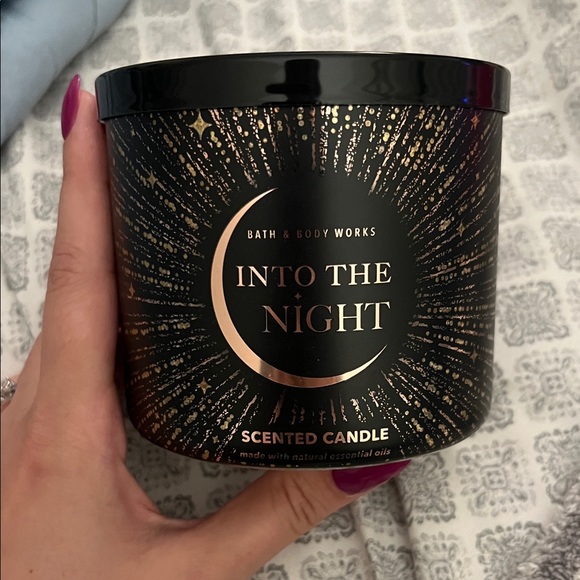 BATH & BODY WORKS
INTO THE
NIGHT
SCENTED CANDLE
made with natural essential oils